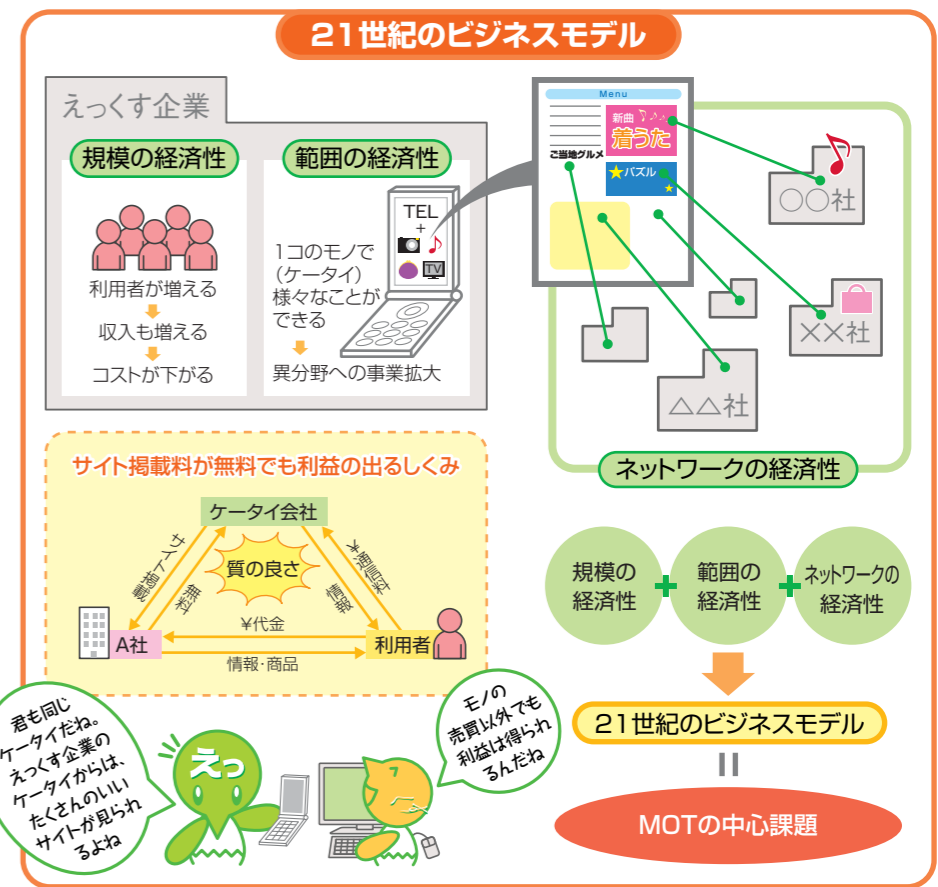 21世紀のビジネスモデル
えっくす企業
規模の経済性
利用者が増える
収入も増える
コストが下がる
範囲の経済性
1コのモノで
(ケータイ)
様々なことが
できる
異分野への事業拡大
TEL
+
TV
Menu
新曲
着うた
ご当地グルメ
パズル
○○社
××社
△△社
ネットワークの経済性
サイト掲載料が無料でも利益の出るしくみ
ケータイ会社
サイト掲載
無料
質の良さ
情報
¥通信料
¥代金
A社
利用者
情報・商品
規模の
経済性
+
範囲の
経済性
+
ネットワークの
経済性
21世紀のビジネスモデル
MOTの中心課題
君も同じ
ケータイだね。
えっくす企業の
ケータイからは、
たくさんのいい
サイトが見られ
るよね
えっ
モノの
売買以外でも
利益は得られ
るんだね